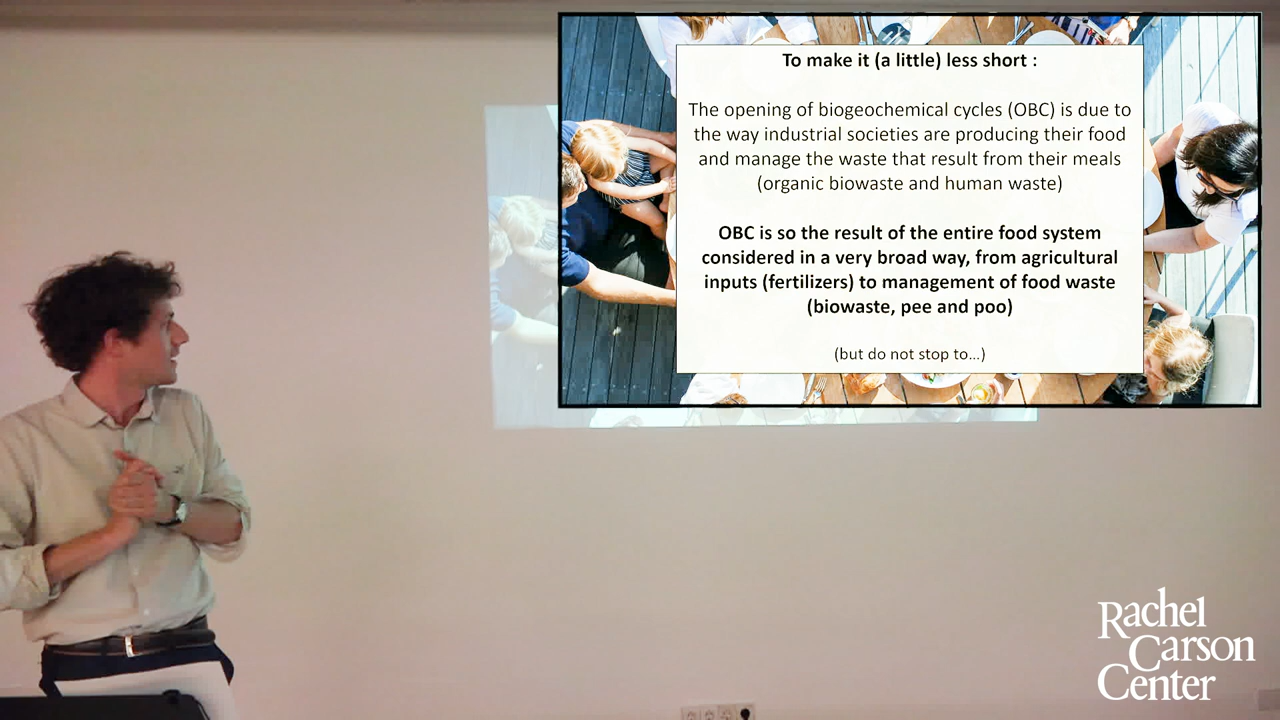 To make it (a little) less short :
The opening of biogeochemical cycles (OBC) is due to
the way industrial societies are producing their food
and manage the waste that result from their meals
(organic biowaste and human waste)
OBC is so the result of the entire food system
considered in a very broad way, from agricultural
inputs (fertilizers) to management of food waste
(biowaste, pee and poo)
(but do not stop to...)
Rachel
Carson
Center